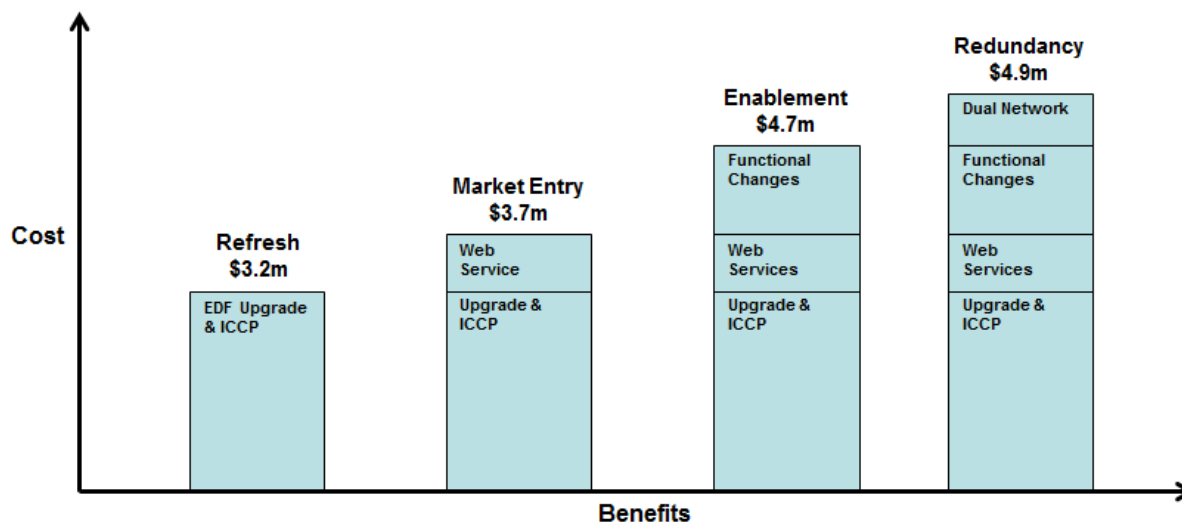 Redundancy
$4.9m
Dual Network
Enablement
$4.7m
Functional
Changes
Functional
Changes
Market Entry
$3.7m
Cost
Refresh
$3.2m
Web
Service
Web
Services
Web
Services
EDF Upgrade
& ICCP
Upgrade &
ICCP
Upgrade &
ICCP
Upgrade &
ICCP
Benefits